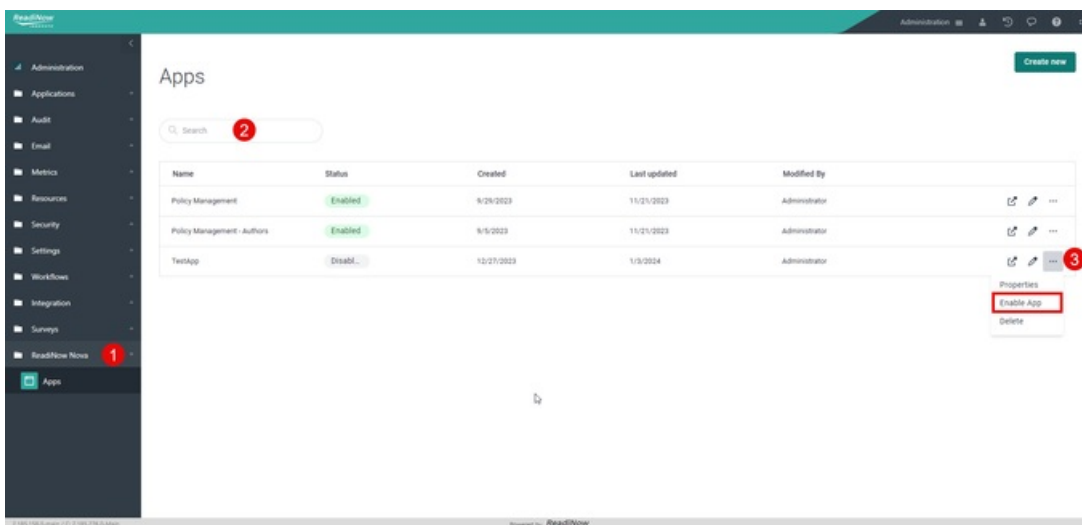 ReadiNow
Administration
Administration
Applications
Audit
Email
Metrics
Resources
Security
Settings
Workflows
Integration
Surveys
ReadiNow Nova 1
Apps
Apps
Create new
Search 2
Name Status Created Last updated Modified By
Policy Management Enabled 9/29/2023 11/21/2023 Administrator
Policy Management - Authors Enabled 9/5/2023 11/21/2023 Administrator
TestApp Disabl... 12/27/2023 1/3/2024 Administrator ... 3
Properties
Enable App
Delete
Powered by ReadiNow